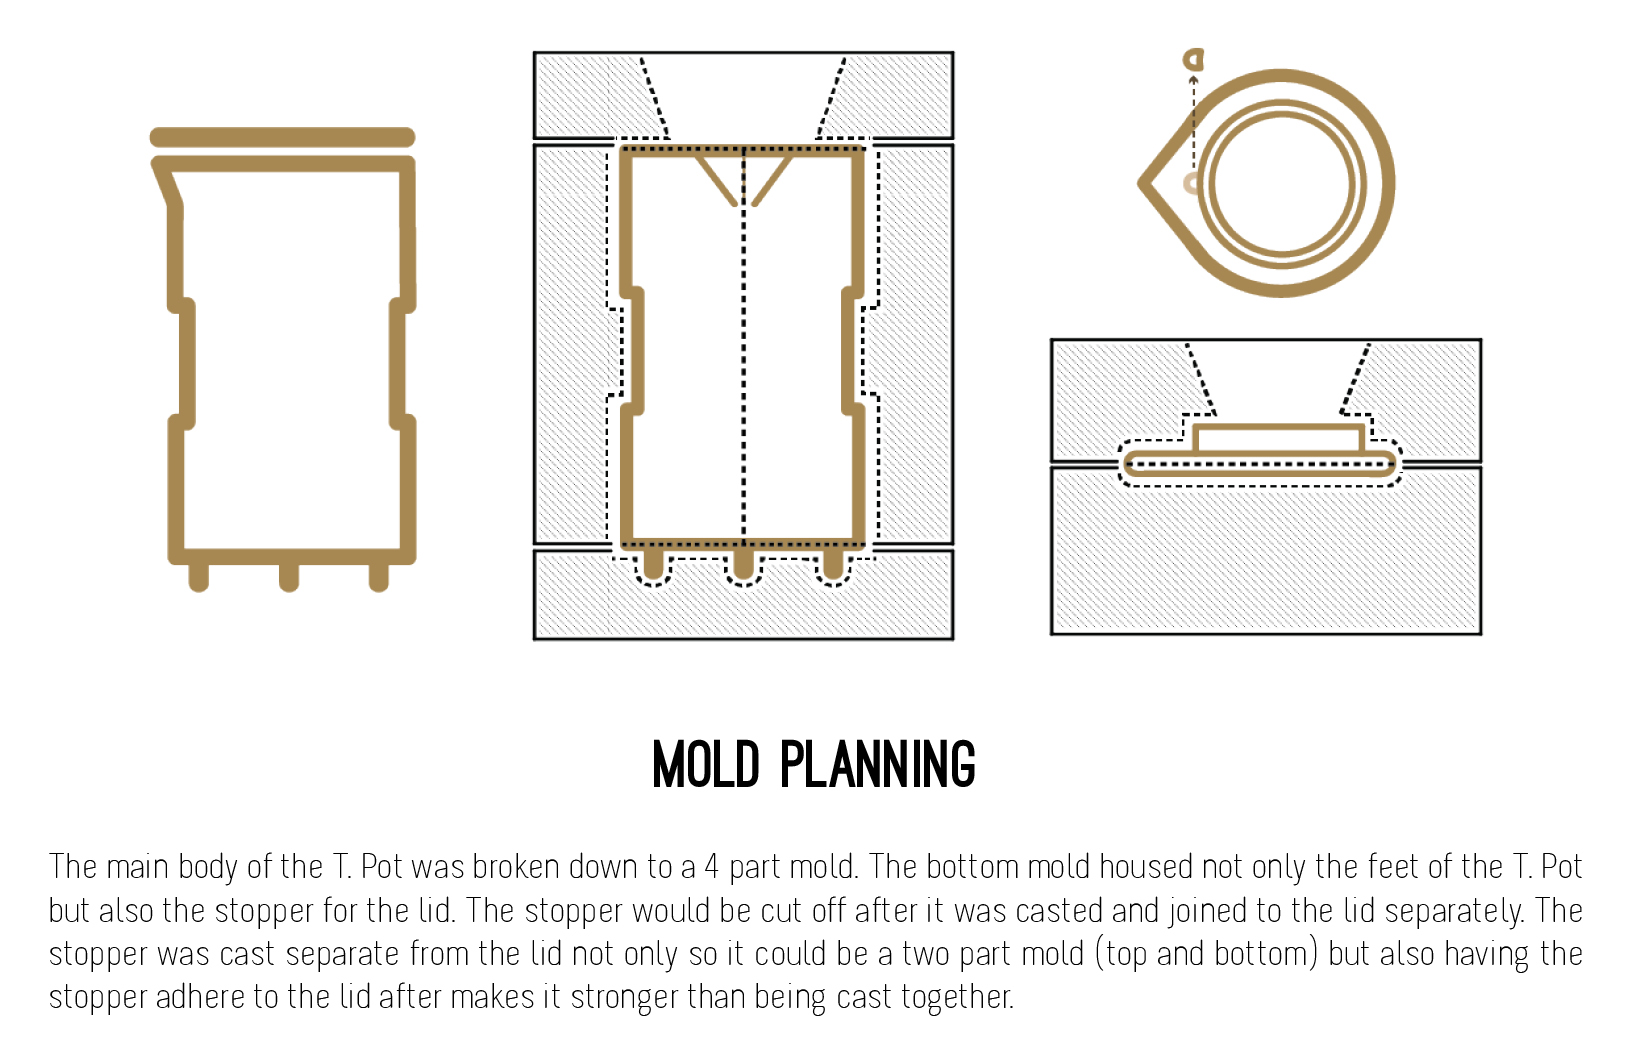 MOLD PLANNING
The main body of the T. Pot was broken down to a 4 part mold. The bottom mold housed not only the feet of the T. Pot
but also the stopper for the lid. The stopper would be cut off after it was casted and joined to the lid separately. The
stopper was cast separate from the lid not only so it could be a two part mold (top and bottom) but also having the
stopper adhere to the lid after makes it stronger than being cast together.